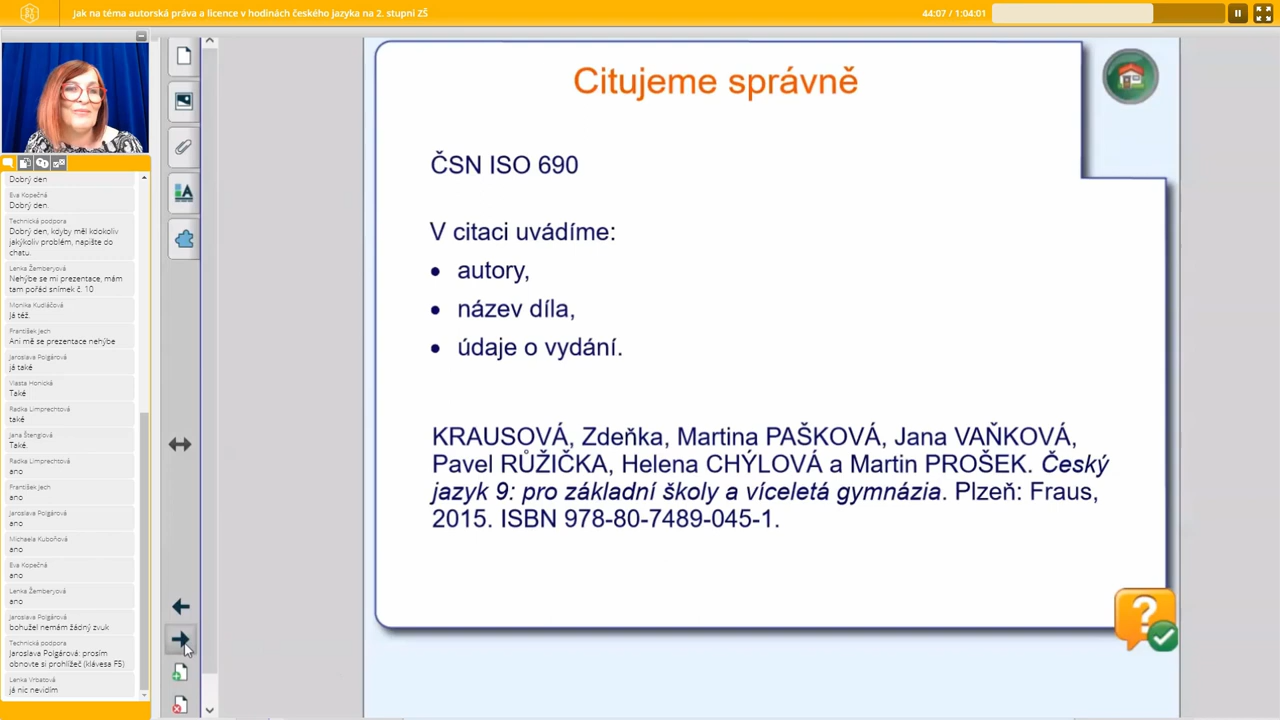 Jak na téma autorská práva a licence v hodinách českého jazyka na 2. stupni ZŠ
44:07 / 1:04:01
Dobrý den
Eva Kopečná
Dobrý den.
Technická podpora
Dobrý den, kdyby měl kdokoliv
jakýkoliv problém, napište do
chatu.
Lenka Žamberyová
Nehýbe se mi prezentace, mám
tam pořád snímek č. 10
Monika Kudláčová
Já též.
František Jech
Ani mě se prezentace nehýbe
Jaroslava Polgárová
já také
Vlasta Honická
Také
Radka Limprechtová
také
Jana Štenglová
Také.
Radka Limprechtová
ano
František Jech
ano
Jaroslava Polgárová
ano
Michaela Kuboňová
ano
Eva Kopečná
ano
Lenka Žamberyová
ano
Jaroslava Polgárová
bohužel nemám žádný zvuk
Technická podpora
Jaroslava Polgárová: prosím
obnovte si prohlížeč (klávesa F5)
Lenka Vrbatová
já nic nevidím
Citujeme správně
ČSN ISO 690
V citaci uvádíme:
• autory,
• název díla,
• údaje o vydání.
KRAUSOVÁ, Zdeňka, Martina PAŠKOVÁ, Jana VAŇKOVÁ,
Pavel RŮŽIČKA, Helena CHÝLOVÁ a Martin PROŠEK. Český
jazyk 9: pro základní školy a víceletá gymnázia. Plzeň: Fraus,
2015. ISBN 978-80-7489-045-1.